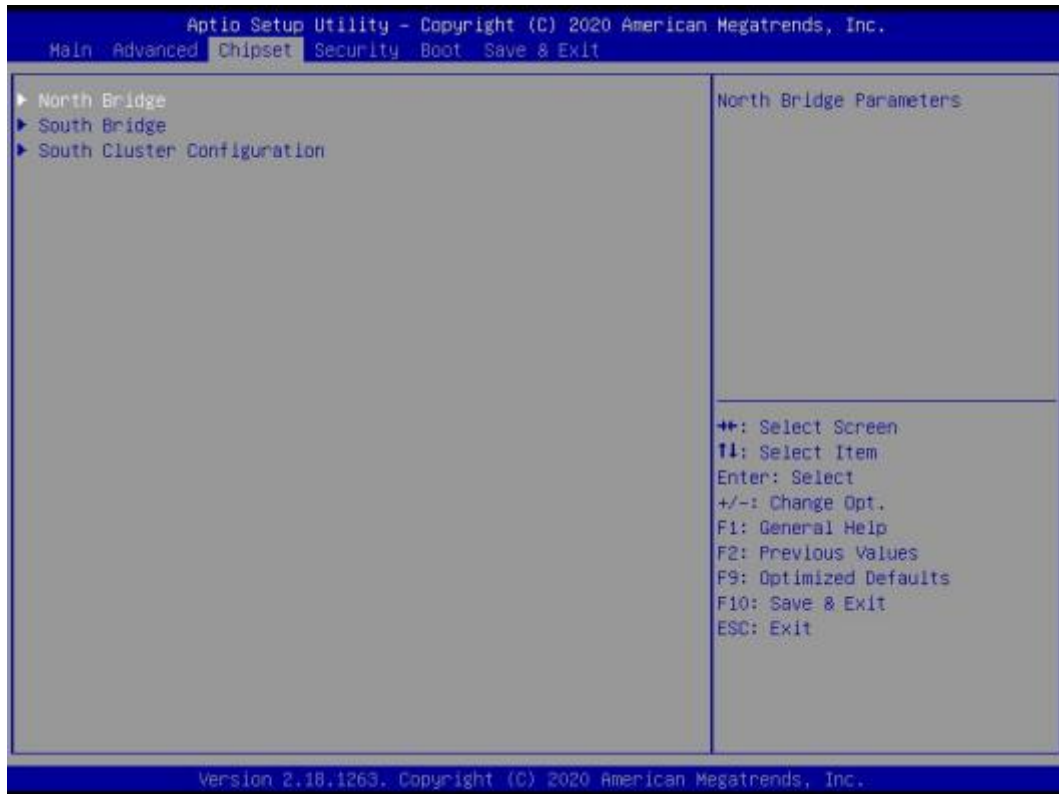 Aptio Setup Utility – Copyright (C) 2020 American Megatrends, Inc.
Main Advanced Chipset Security Boot Save & Exit
▶ North Bridge
▶ South Bridge
▶ South Cluster Configuration
North Bridge Parameters
→←: Select Screen
↑↓: Select Item
Enter: Select
+/-: Change Opt.
F1: General Help
F2: Previous Values
F9: Optimized Defaults
F10: Save & Exit
ESC: Exit
Version 2.18.1263. Copyright (C) 2020 American Megatrends, Inc.